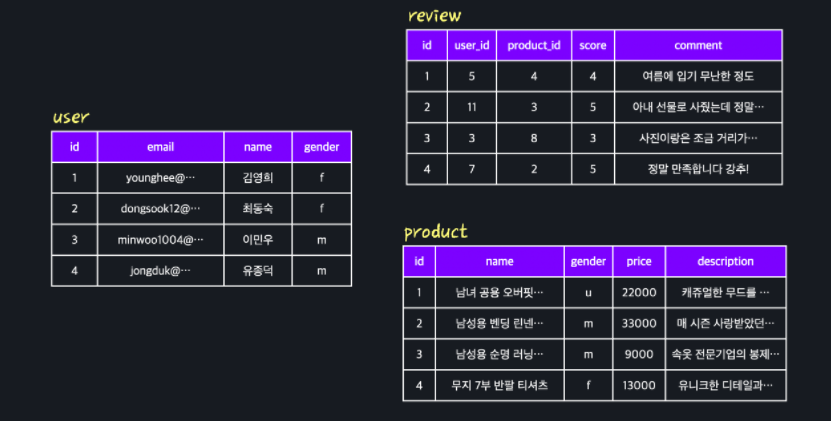 user
id email name gender
1 younghee@⋯ 김영희 f
2 dongsook12@⋯ 최동숙 f
3 minwoo1004@⋯ 이민우 m
4 jongduk@⋯ 유종덕 m
review
id user_id product_id score comment
1 5 4 4 여름에 입기 무난한 정도
2 11 3 5 아내 선물로 사줬는데 정말⋯
3 3 8 3 사진이랑은 조금 거리가⋯
4 7 2 5 정말 만족합니다 강추!
product
id name gender price description
1 남녀 공용 오버핏⋯ u 22000 캐쥬얼한 무드를 ⋯
2 남성용 벤딩 린넨⋯ m 33000 매 시즌 사랑받았던⋯
3 남성용 순명 러닝⋯ m 9000 속옷 전문기업의 봉제⋯
4 무지 7부 반팔 티셔츠 f 13000 유니크한 디테일과⋯